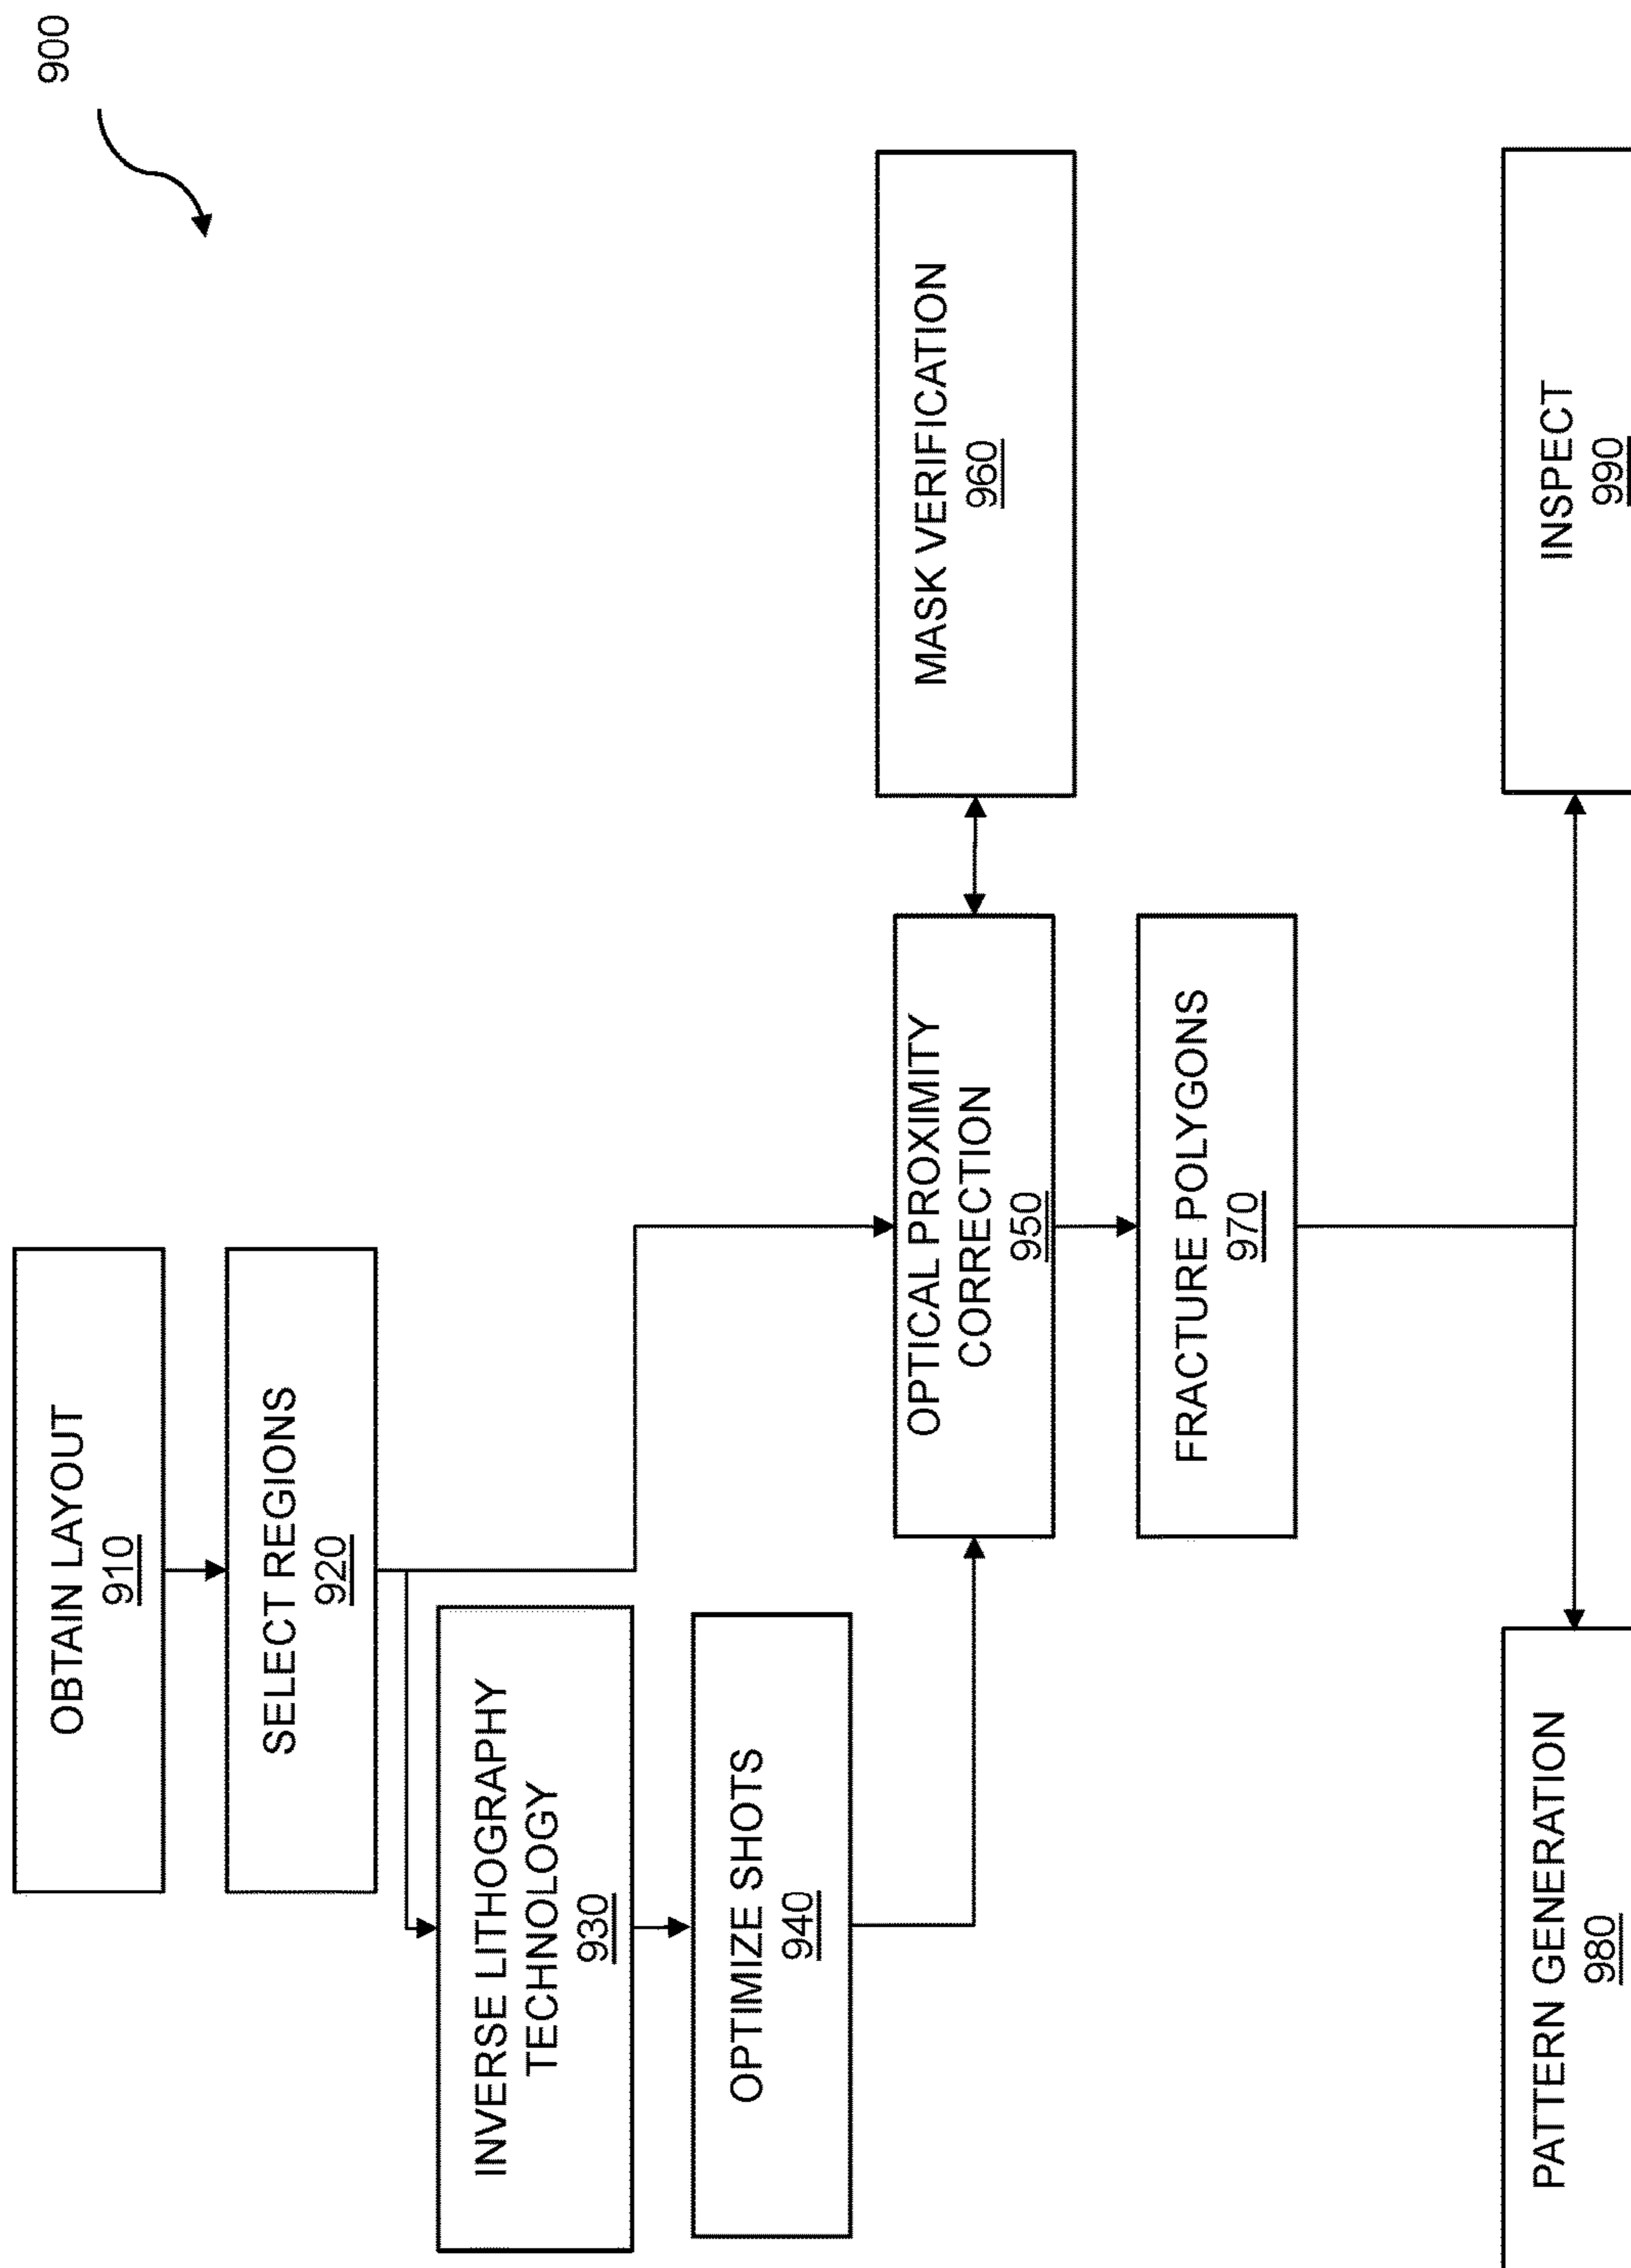 900
OBTAIN LAYOUT
910
SELECT REGIONS
920
INVERSE LITHOGRAPHY
TECHNOLOGY
930
OPTIMIZE SHOTS
940
OPTICAL PROXIMITY
CORRECTION
950
MASK VERIFICATION
960
FRACTURE POLYGONS
970
PATTERN GENERATION
980
INSPECT
990